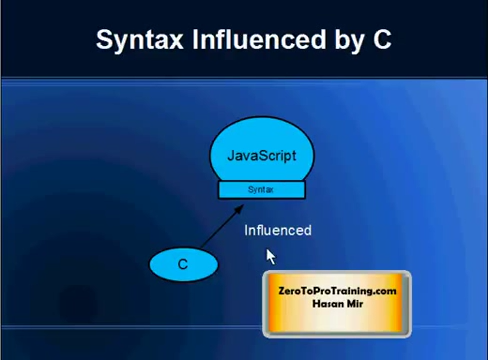 Syntax Influenced by C
JavaScript
Syntax
Influenced
C
ZeroToProTraining.com
Hasan Mir